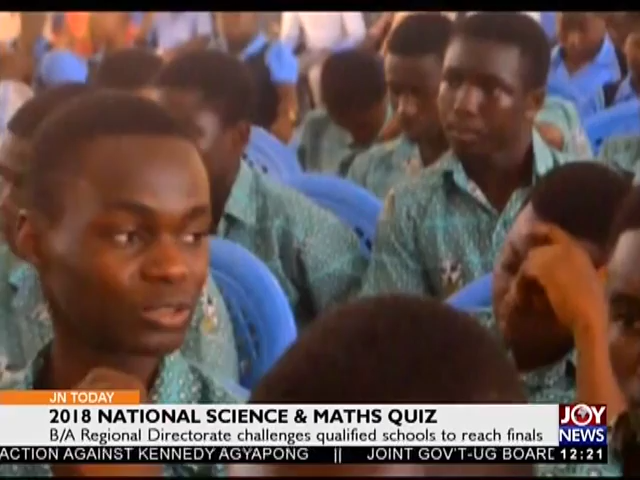 JN TODAY
2018 NATIONAL SCIENCE & MATHS QUIZ
B/A Regional Directorate challenges qualified schools to reach finals
JOY
NEWS
ACTION AGAINST KENNEDY AGYAPONG || JOINT GOV'T-UG BOARD
12:21